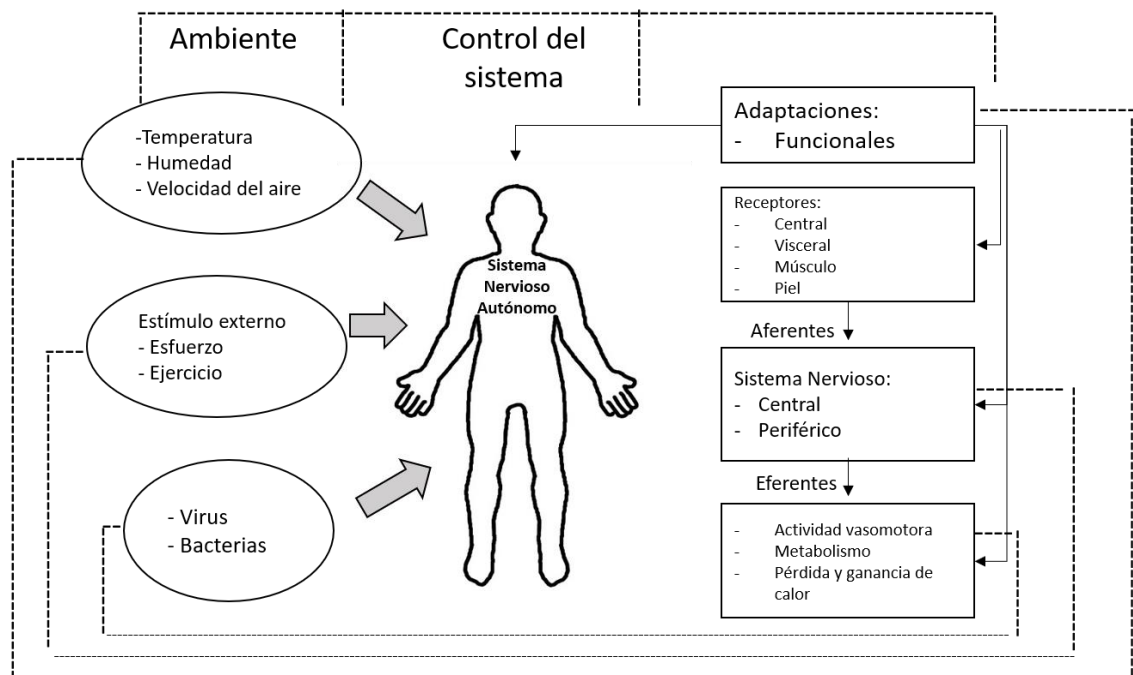 Ambiente
Control del
sistema
-Temperatura
- Humedad
- Velocidad del aire
Estímulo externo
- Esfuerzo
- Ejercicio
- Virus
- Bacterias
Sistema
Nervioso
Autónomo
Adaptaciones:
- Funcionales
Receptores:
- Central
- Visceral
- Músculo
- Piel
Aferentes
Sistema Nervioso:
- Central
- Periférico
Eferentes
- Actividad vasomotora
- Metabolismo
- Pérdida y ganancia de
calor